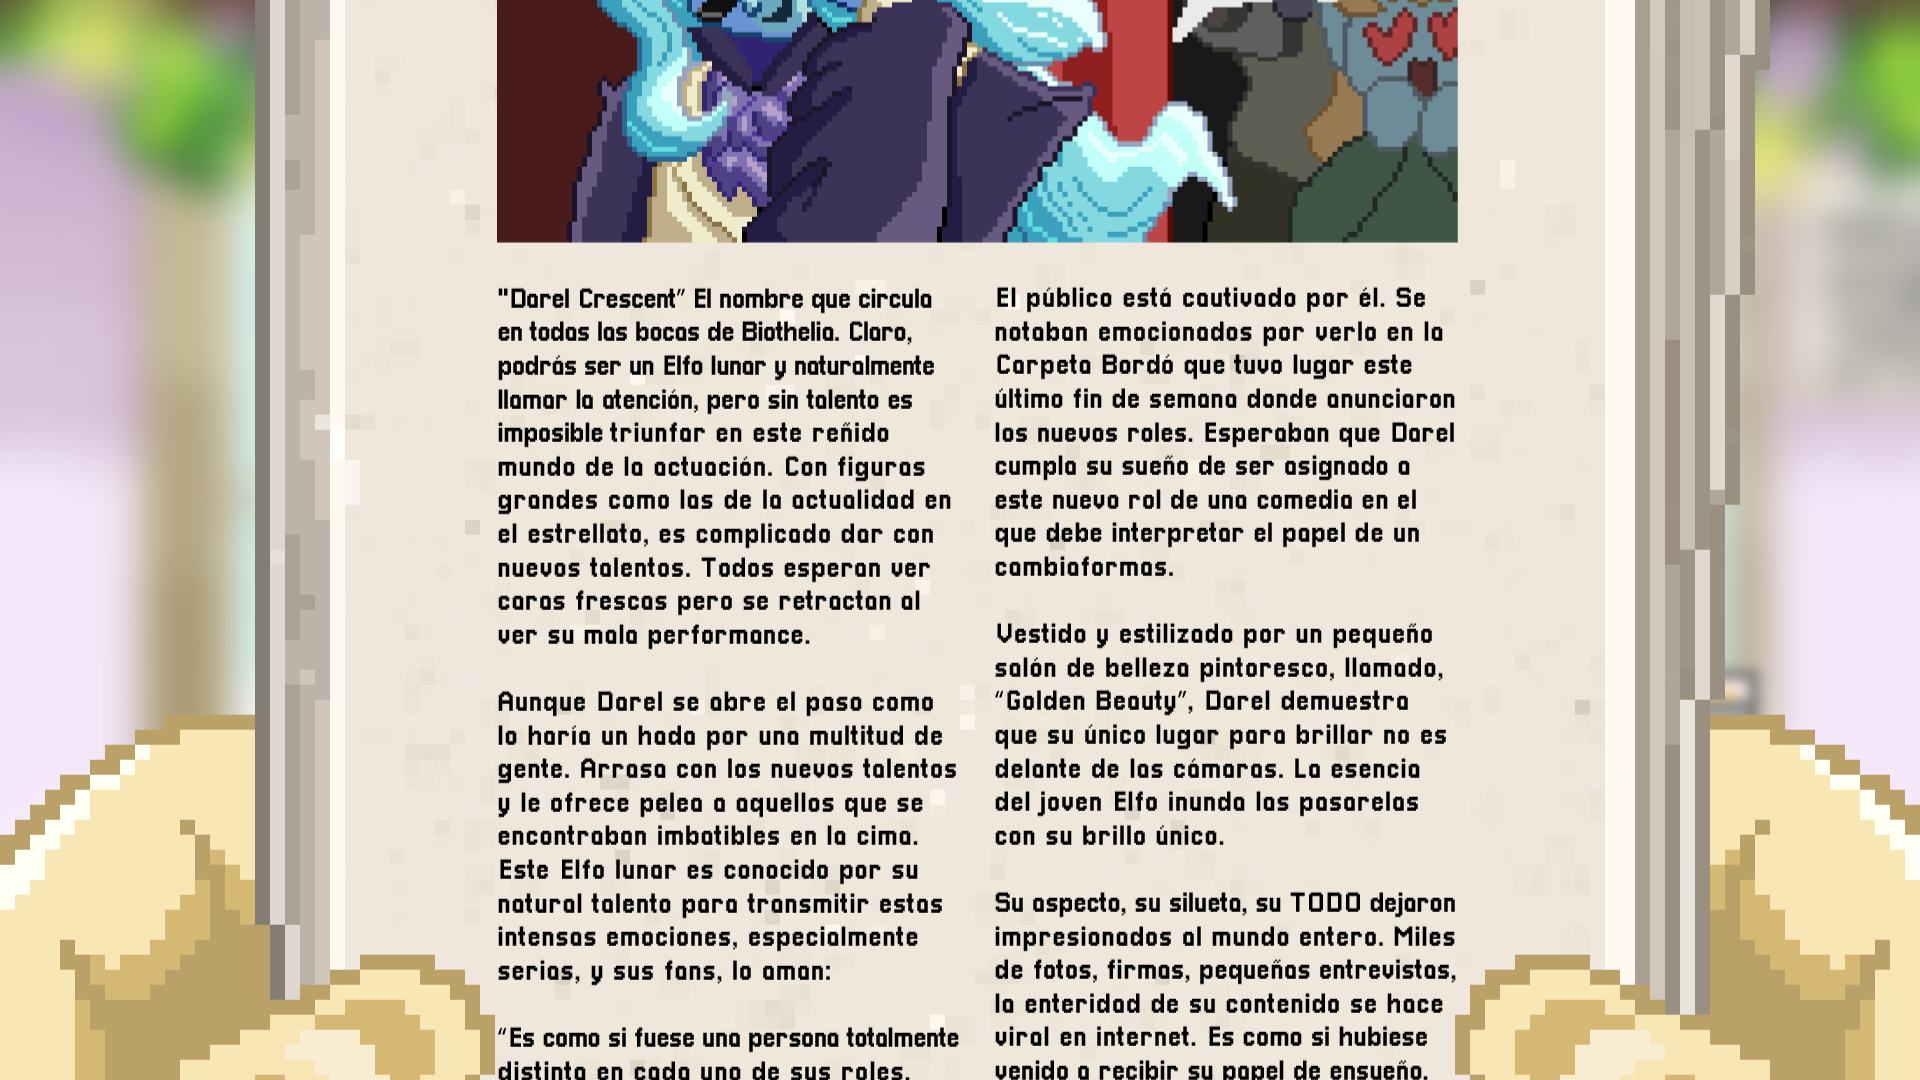 "Darel Crescent” El nombre que circula
en todas las bocas de Biothelia. Claro,
podrás ser un Elfo lunar y naturalmente
llamar la atención, pero sin talento es
imposible triunfar en este reñido
mundo de la actuación. Con figuras
grandes como las de la actualidad en
el estrellato, es complicado dar con
nuevos talentos. Todos esperan ver
caras frescas pero se retractan al
ver su mala performance.
Aunque Darel se abre el paso como
lo haría un hada por una multitud de
gente. Arrasa con los nuevos talentos
y le ofrece pelea a aquellos que se
encontraban imbatibles en la cima.
Este Elfo lunar es conocido por su
natural talento para transmitir estas
intensas emociones, especialmente
serias, y sus fans, lo aman:
“Es como si fuese una persona totalmente
distinta en cada uno de sus roles.
El público está cautivado por él. Se
notaban emocionados por verlo en la
Carpeta Bordó que tuvo lugar este
último fin de semana donde anunciaron
los nuevos roles. Esperaban que Darel
cumpla su sueño de ser asignado a
este nuevo rol de una comedia en el
que debe interpretar el papel de un
cambiaformas.
Vestido y estilizado por un pequeño
salón de belleza pintoresco, llamado,
“Golden Beauty”, Darel demuestra
que su único lugar para brillar no es
delante de las cámaras. La esencia
del joven Elfo inunda las pasarelas
con su brillo único.
Su aspecto, su silueta, su TODO dejaron
impresionados al mundo entero. Miles
de fotos, firmas, pequeñas entrevistas,
la enteridad de su contenido se hace
viral en internet. Es como si hubiese
venido a recibir su papel de ensueño.